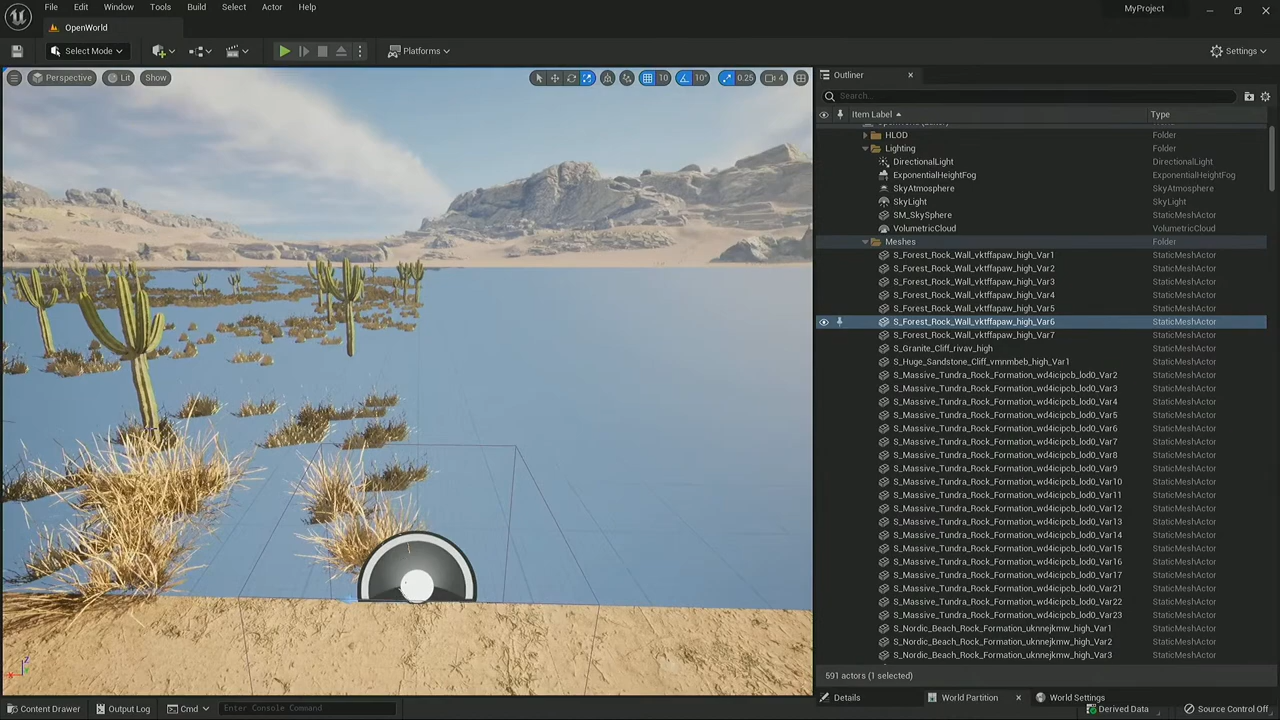 File Edit Window Tools Build Select Actor Help
MyProject
OpenWorld
Select Mode
Platforms
Settings
Perspective Lit Show
10 10° 0.25 4
Outliner
Search...
Item Label Type
HLOD Folder
Lighting Folder
DirectionalLight DirectionalLight
ExponentialHeightFog ExponentialHeightFog
SkyAtmosphere SkyAtmosphere
SkyLight SkyLight
SM_SkySphere StaticMeshActor
VolumetricCloud VolumetricCloud
Meshes Folder
S_Forest_Rock_Wall_vktffapaw_high_Var1 StaticMeshActor
S_Forest_Rock_Wall_vktffapaw_high_Var2 StaticMeshActor
S_Forest_Rock_Wall_vktffapaw_high_Var3 StaticMeshActor
S_Forest_Rock_Wall_vktffapaw_high_Var4 StaticMeshActor
S_Forest_Rock_Wall_vktffapaw_high_Var5 StaticMeshActor
S_Forest_Rock_Wall_vktffapaw_high_Var6 StaticMeshActor
S_Forest_Rock_Wall_vktffapaw_high_Var7 StaticMeshActor
S_Granite_Cliff_rivav_high StaticMeshActor
S_Huge_Sandstone_Cliff_vmnmbeb_high_Var1 StaticMeshActor
S_Massive_Tundra_Rock_Formation_wd4icipcb_lod0_Var2 StaticMeshActor
S_Massive_Tundra_Rock_Formation_wd4icipcb_lod0_Var3 StaticMeshActor
S_Massive_Tundra_Rock_Formation_wd4icipcb_lod0_Var4 StaticMeshActor
S_Massive_Tundra_Rock_Formation_wd4icipcb_lod0_Var5 StaticMeshActor
S_Massive_Tundra_Rock_Formation_wd4icipcb_lod0_Var6 StaticMeshActor
S_Massive_Tundra_Rock_Formation_wd4icipcb_lod0_Var7 StaticMeshActor
S_Massive_Tundra_Rock_Formation_wd4icipcb_lod0_Var8 StaticMeshActor
S_Massive_Tundra_Rock_Formation_wd4icipcb_lod0_Var9 StaticMeshActor
S_Massive_Tundra_Rock_Formation_wd4icipcb_lod0_Var10 StaticMeshActor
S_Massive_Tundra_Rock_Formation_wd4icipcb_lod0_Var11 StaticMeshActor
S_Massive_Tundra_Rock_Formation_wd4icipcb_lod0_Var12 StaticMeshActor
S_Massive_Tundra_Rock_Formation_wd4icipcb_lod0_Var13 StaticMeshActor
S_Massive_Tundra_Rock_Formation_wd4icipcb_lod0_Var14 StaticMeshActor
S_Massive_Tundra_Rock_Formation_wd4icipcb_lod0_Var15 StaticMeshActor
S_Massive_Tundra_Rock_Formation_wd4icipcb_lod0_Var16 StaticMeshActor
S_Massive_Tundra_Rock_Formation_wd4icipcb_lod0_Var17 StaticMeshActor
S_Massive_Tundra_Rock_Formation_wd4icipcb_lod0_Var21 StaticMeshActor
S_Massive_Tundra_Rock_Formation_wd4icipcb_lod0_Var22 StaticMeshActor
S_Massive_Tundra_Rock_Formation_wd4icipcb_lod0_Var23 StaticMeshActor
S_Nordic_Beach_Rock_Formation_uknnejkmw_high_Var1 StaticMeshActor
S_Nordic_Beach_Rock_Formation_uknnejkmw_high_Var2 StaticMeshActor
S_Nordic_Beach_Rock_Formation_uknnejkmw_high_Var3 StaticMeshActor
591 actors (1 selected)
Details World Partition World Settings
Content Drawer Output Log Cmd Enter Console Command
Derived Data Source Control Off